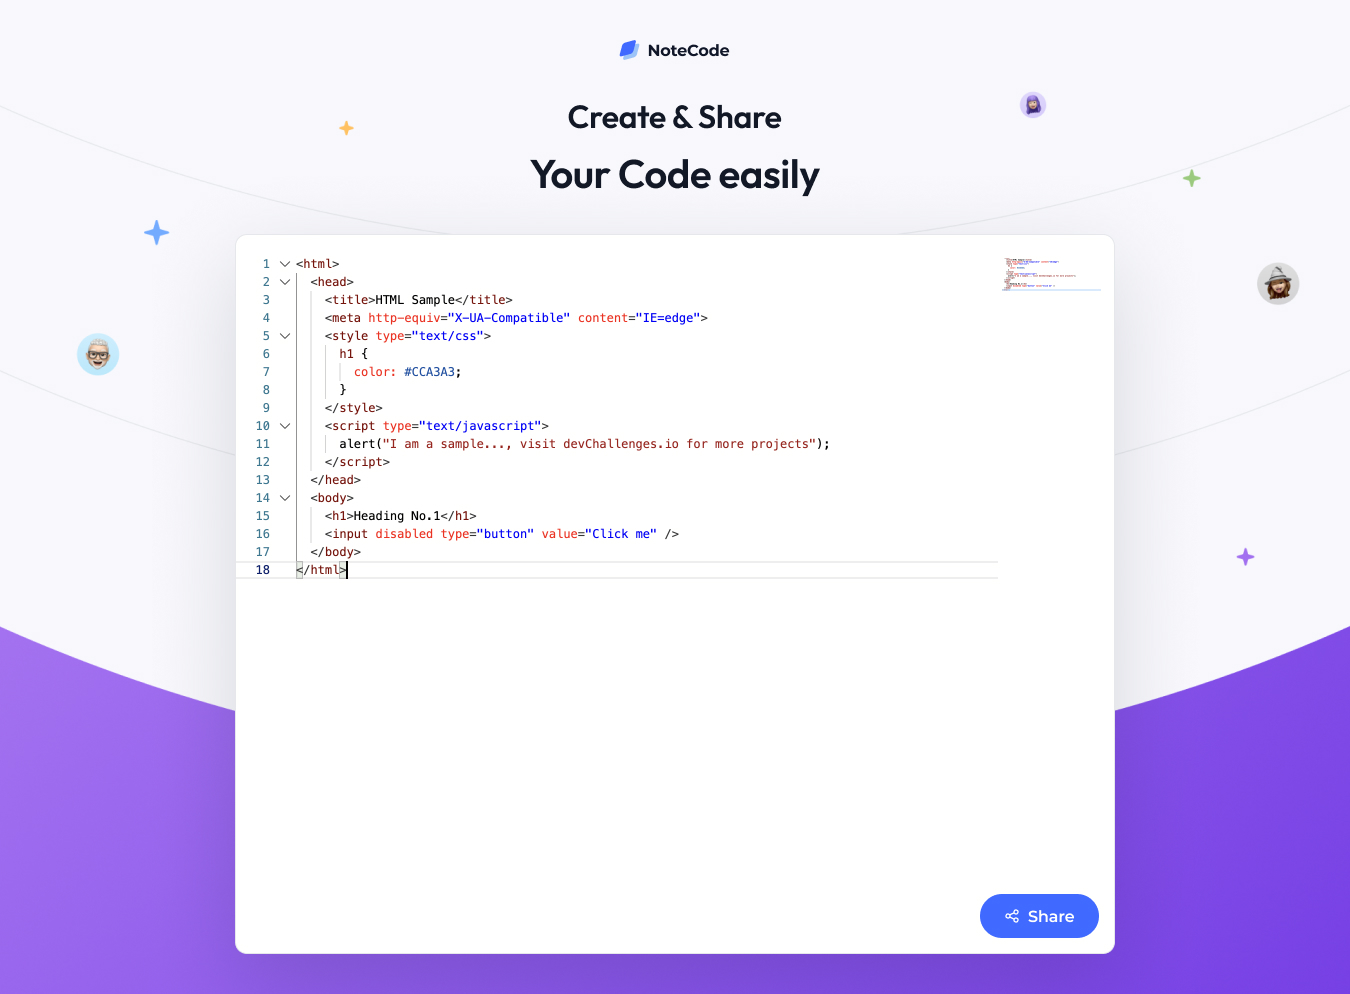 NoteCode
Create & Share
Your Code easily
1 <html>
2 <head>
3 <title>HTML Sample</title>
4 <meta http-equiv="X-UA-Compatible" content="IE=edge">
5 <style type="text/css">
6 h1 {
7 color: #CCA3A3;
8 }
9 </style>
10 <script type="text/javascript">
11 alert("I am a sample..., visit devChallenges.io for more projects");
12 </script>
13 </head>
14 <body>
15 <h1>Heading No.1</h1>
16 <input disabled type="button" value="Click me" />
17 </body>
18 </html>
Share